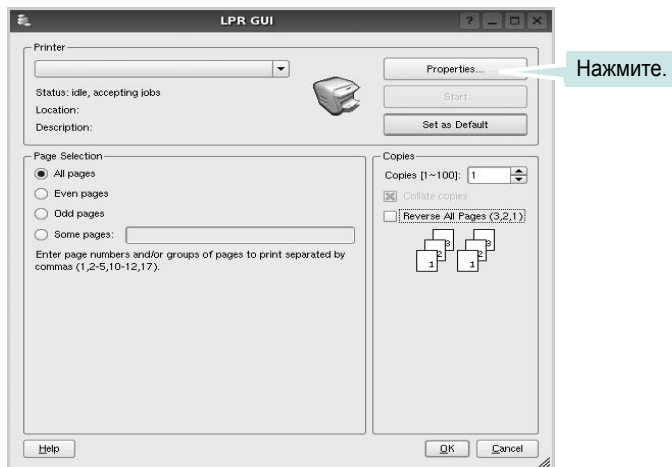 LPR GUI
Printer
Properties...
Нажмите.
Status: idle, accepting jobs
Start
Location:
Description:
Set as Default
Page Selection
Copies
All pages
Copies [1~100]: 1
Even pages
Collate copies
Odd pages
Reverse All Pages (3,2,1)
Some pages:
Enter page numbers and/or groups of pages to print separated by
commas (1,2-5,10-12,17).
3 3
2 2
1 1
Help
OK
Cancel